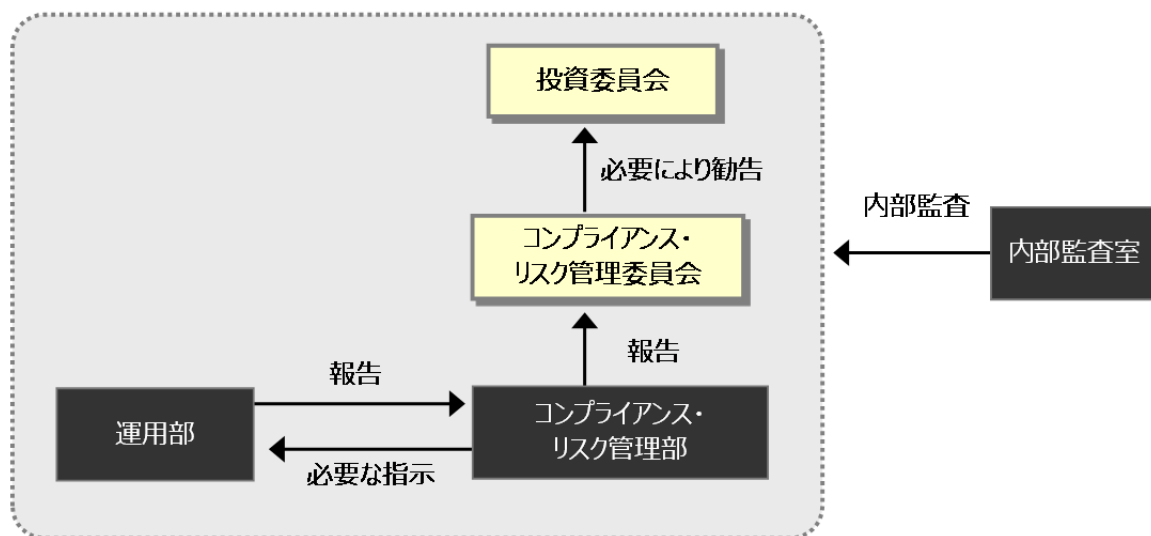 投資委員会
必要により勧告
コンプライアンス・
リスク管理委員会
内部監査
内部監査室
報告
報告
運用部
コンプライアンス・
リスク管理部
必要な指示